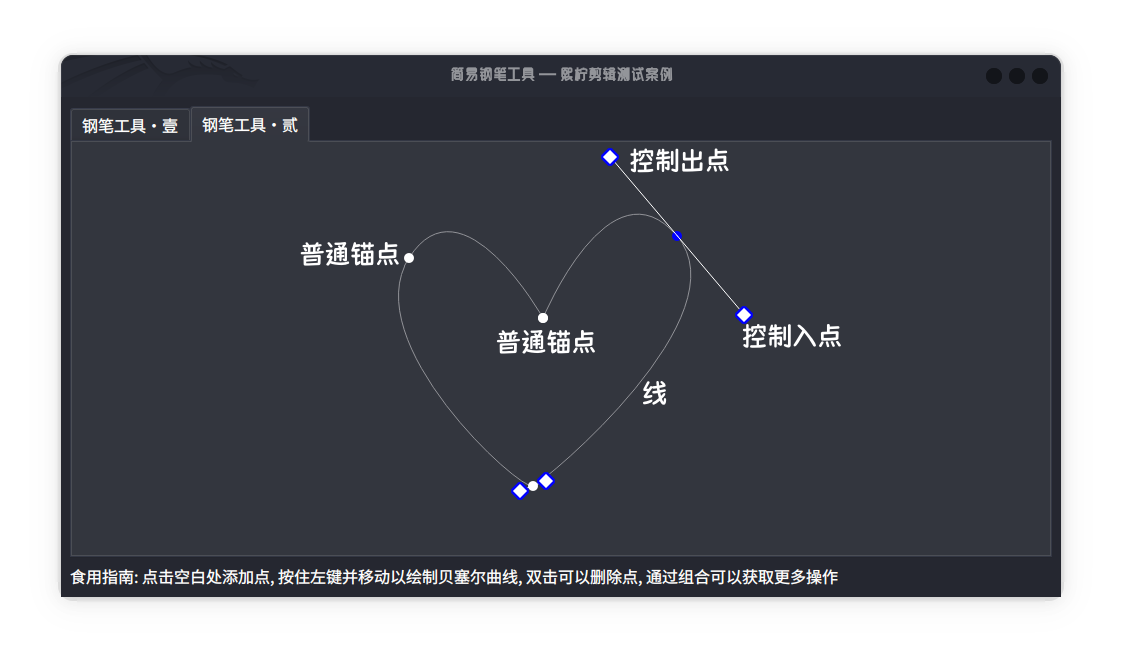 简易钢笔工具 — 熙柠剪辑测试案例
钢笔工具·壹
钢笔工具·贰
控制出点
普通锚点
普通锚点
控制入点
线
食用指南: 点击空白处添加点, 按住左键并移动以绘制贝塞尔曲线, 双击可以删除点, 通过组合可以获取更多操作